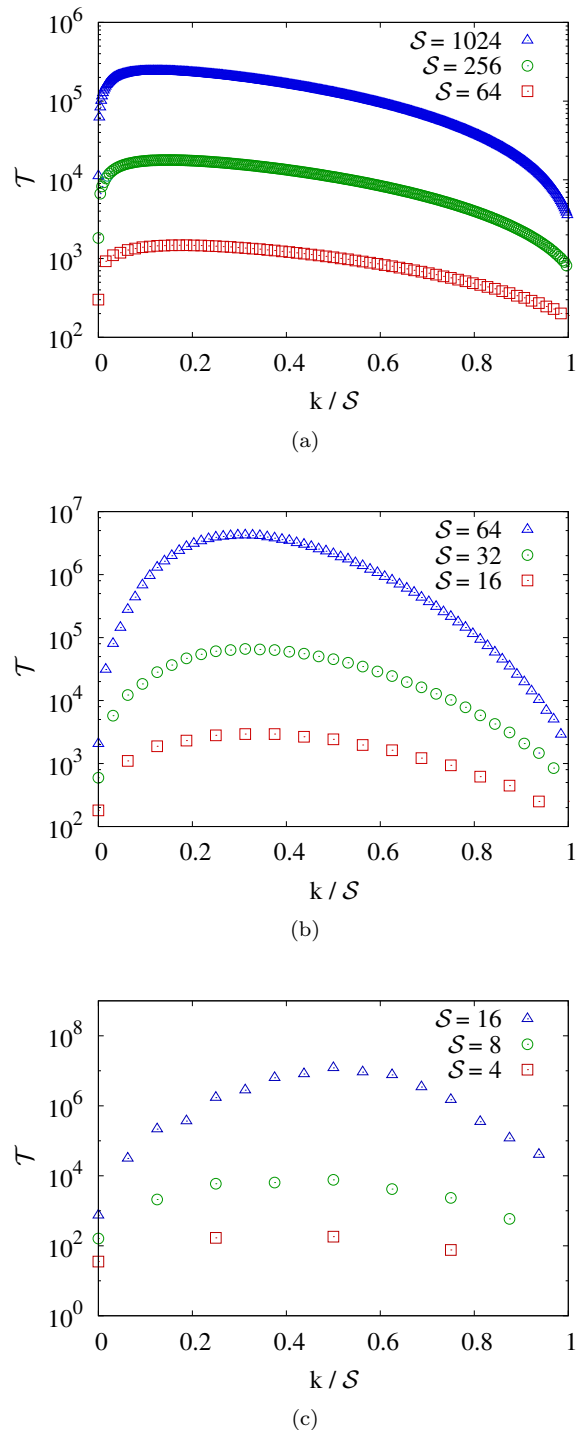 10^6
10^5
10^4
10^3
10^2
𝒯
𝒮 = 1024
𝒮 = 256
𝒮 = 64
0 0.2 0.4 0.6 0.8 1
k / 𝒮
(a)
10^7
10^6
10^5
10^4
10^3
10^2
𝒯
𝒮 = 64
𝒮 = 32
𝒮 = 16
0 0.2 0.4 0.6 0.8 1
k / 𝒮
(b)
10^8
10^6
10^4
10^2
10^0
𝒯
𝒮 = 16
𝒮 = 8
𝒮 = 4
0 0.2 0.4 0.6 0.8 1
k / 𝒮
(c)